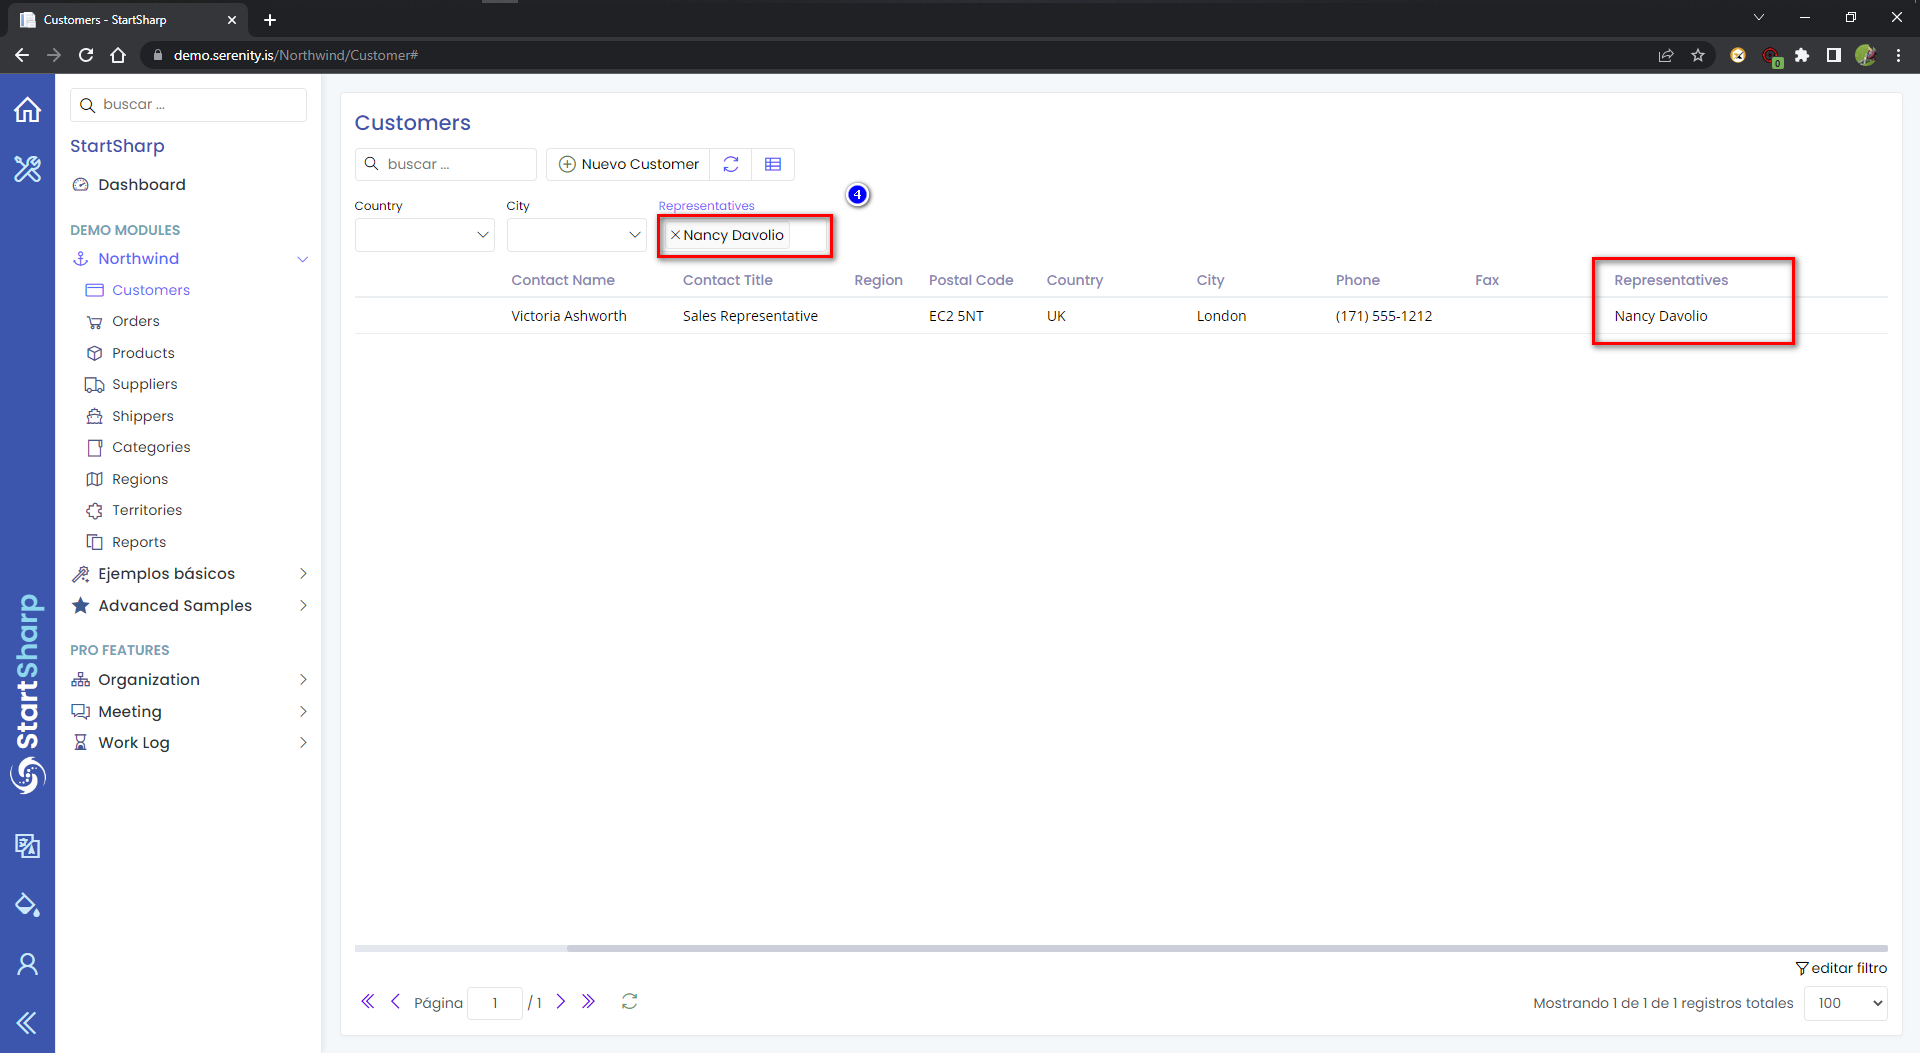 Customers - StartSharp
demo.serenity.is/Northwind/Customer#
0
buscar ...
StartSharp
Dashboard
DEMO MODULES
Northwind
Customers
Orders
Products
Suppliers
Shippers
Categories
Regions
Territories
Reports
Ejemplos básicos
Advanced Samples
PRO FEATURES
Organization
Meeting
Work Log
StartSharp
Customers
buscar ...
Nuevo Customer
4
Country
City
Representatives
Nancy Davolio
Contact Name Contact Title Region Postal Code Country City Phone Fax Representatives
Victoria Ashworth Sales Representative EC2 5NT UK London (171) 555-1212 Nancy Davolio
editar filtro
Página 1 / 1
Mostrando 1 de 1 de 1 registros totales 100